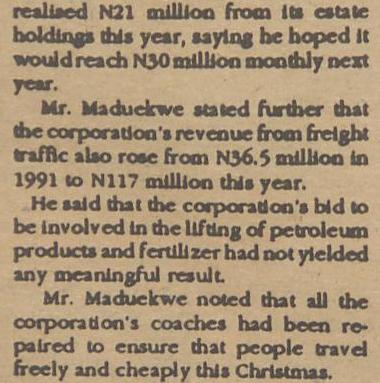 realised N21 million from its estate
holdings this year, saying he hoped it
would reach N30 million monthly next
year.
Mr. Maduekwe stated further that
the corporation's revenue from freight
traffic also rose from N36.5 million in
1991 to N117 million this year.
He said that the corporation's bid to
be involved in the lifting of petroleum
products and fertilizer had not yielded
any meaningful result.
Mr. Maduekwe noted that all the
corporation's coaches had been re-
paired to ensure that people travel
freely and cheaply this Christmas.